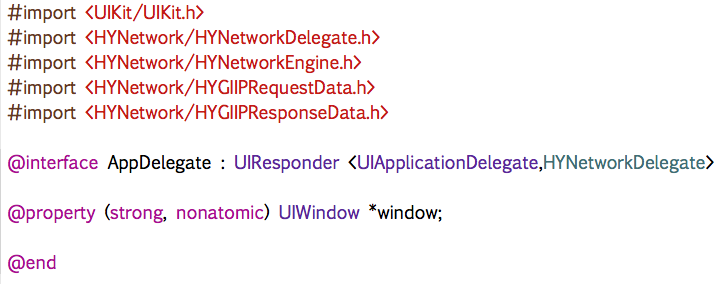 #import <UIKit/UIKit.h>
#import <HYNetwork/HYNetworkDelegate.h>
#import <HYNetwork/HYNetworkEngine.h>
#import <HYNetwork/HYGIIPRequestData.h>
#import <HYNetwork/HYGIIPResponseData.h>
@interface AppDelegate : UIResponder <UIApplicationDelegate,HYNetworkDelegate>
@property (strong, nonatomic) UIWindow *window;
@end